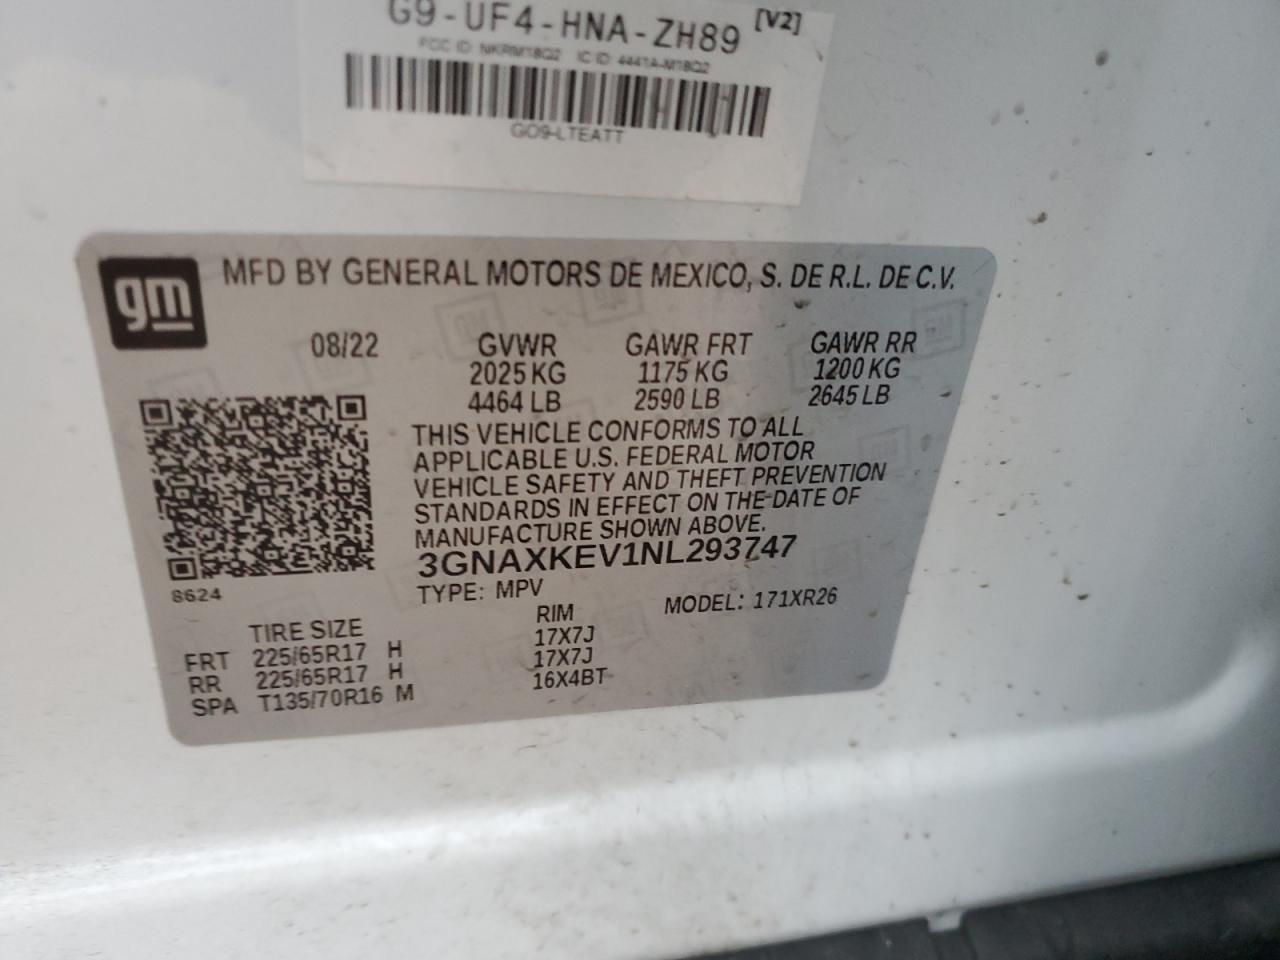 G9-UF4-HNA-ZH89 [V2]
FCC ID: NKRM18Q2 IC ID: 4441A-M18Q2
GO9-LTEATT
gm
MFD BY GENERAL MOTORS DE MEXICO, S. DE R.L. DE C.V.
08/22 GVWR GAWR FRT GAWR RR
2025 KG 1175 KG 1200 KG
4464 LB 2590 LB 2645 LB
THIS VEHICLE CONFORMS TO ALL
APPLICABLE U.S. FEDERAL MOTOR
VEHICLE SAFETY AND THEFT PREVENTION
STANDARDS IN EFFECT ON THE DATE OF
MANUFACTURE SHOWN ABOVE.
3GNAXKEV1NL293747
8624 TYPE: MPV MODEL: 171XR26
TIRE SIZE RIM
FRT 225/65R17 H 17X7J
RR 225/65R17 H 17X7J
SPA T135/70R16 M 16X4BT